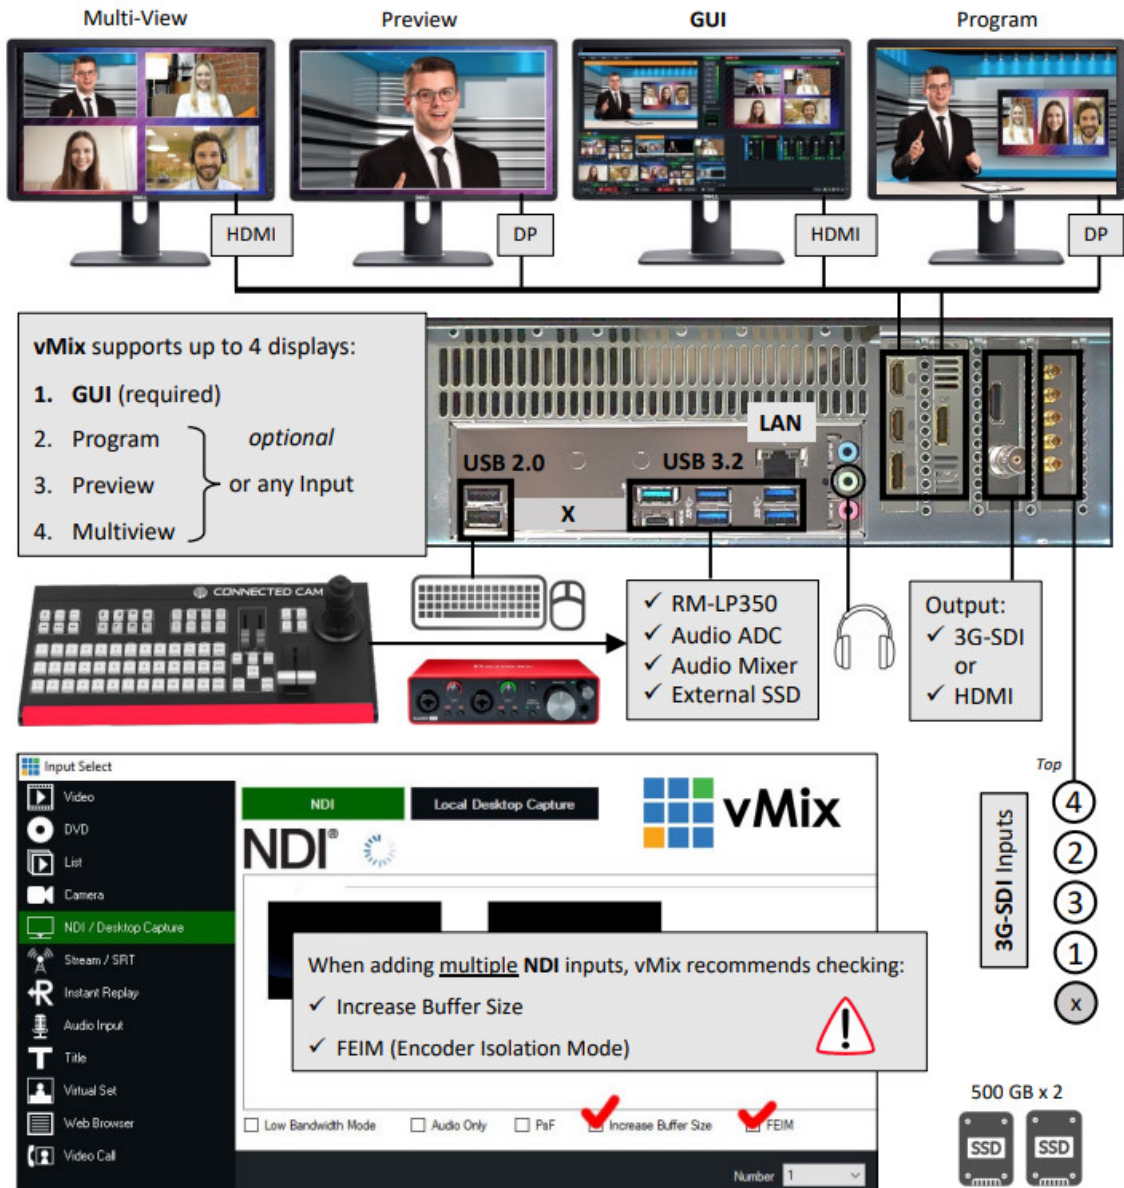 Multi-View
Preview
GUI
Program
HDMI
DP
HDMI
DP
vMix supports up to 4 displays:
1. GUI (required)
2. Program
3. Preview
4. Multiview
optional
or any Input
USB 2.0
X
USB 3.2
LAN
CONNECTED CAM
✓ RM-LP350
✓ Audio ADC
✓ Audio Mixer
✓ External SSD
Output:
✓ 3G-SDI
or
✓ HDMI
Input Select
Video
DVD
List
Camera
NDI / Desktop Capture
Stream / SRT
Instant Replay
Audio Input
Title
Virtual Set
Web Browser
Video Call
NDI
Local Desktop Capture
NDI®
vMix
When adding multiple NDI inputs, vMix recommends checking:
✓ Increase Buffer Size
✓ FEIM (Encoder Isolation Mode)
Low Bandwidth Mode
Audio Only
PsF
Increase Buffer Size
FEIM
Number 1
Top
3G-SDI Inputs
4
2
3
1
x
500 GB x 2
SSD
SSD